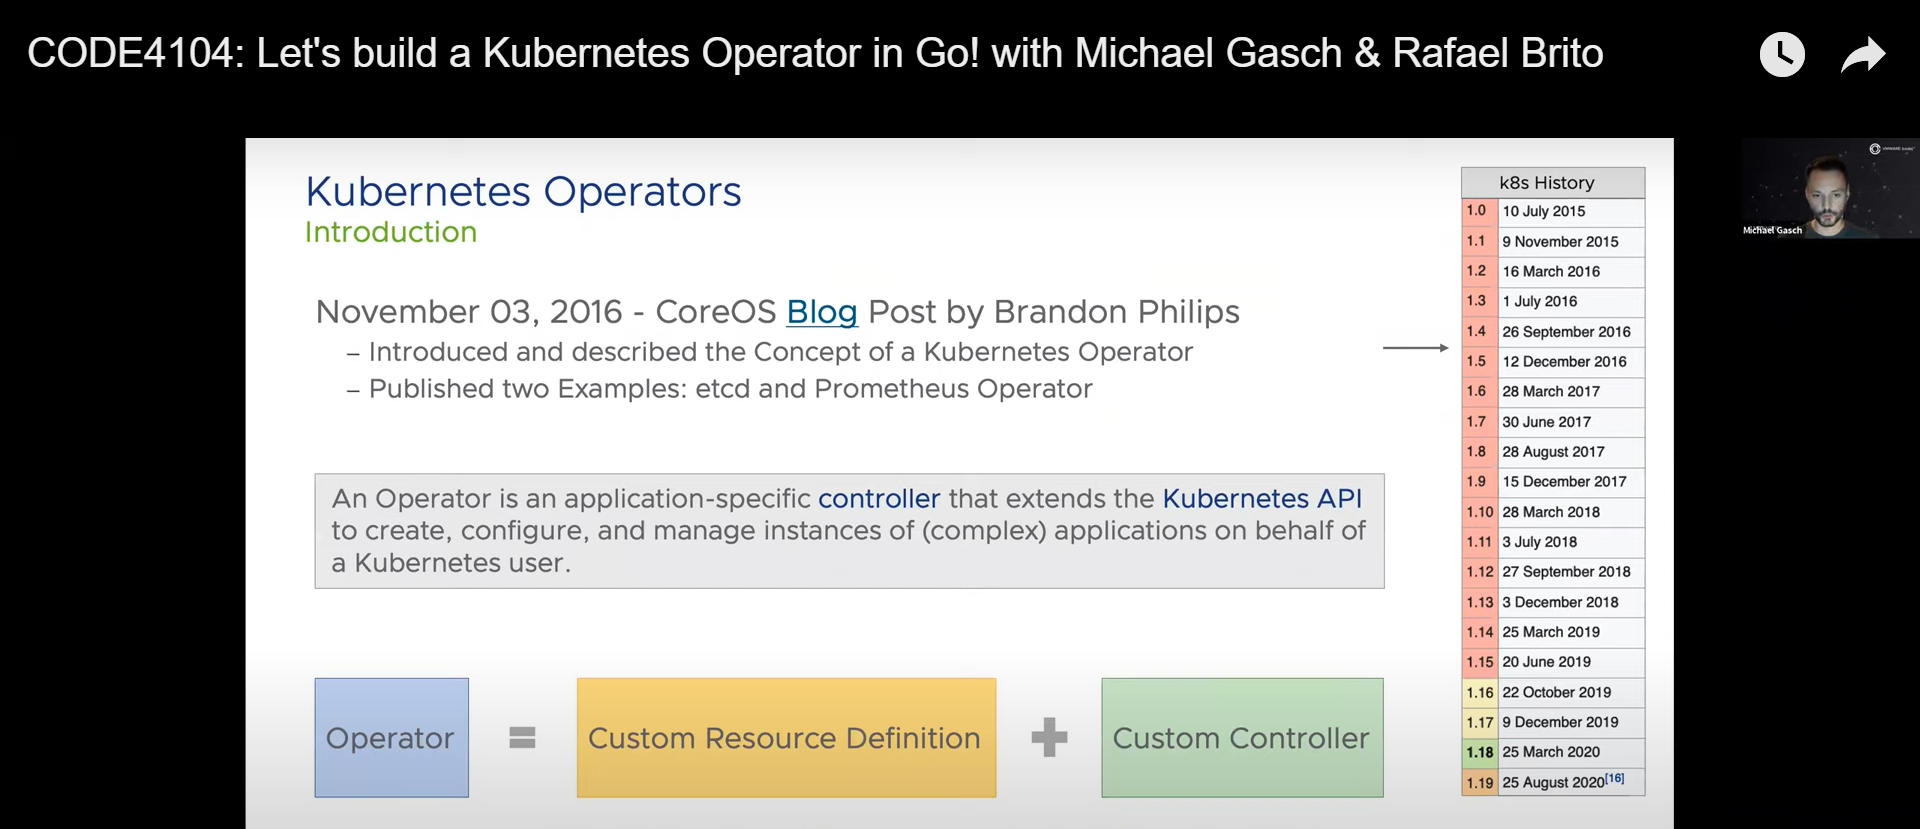 CODE4104: Let's build a Kubernetes Operator in Go! with Michael Gasch & Rafael Brito
Kubernetes Operators
Introduction
November 03, 2016 - CoreOS Blog Post by Brandon Philips
– Introduced and described the Concept of a Kubernetes Operator
– Published two Examples: etcd and Prometheus Operator
An Operator is an application-specific controller that extends the Kubernetes API
to create, configure, and manage instances of (complex) applications on behalf of
a Kubernetes user.
Operator = Custom Resource Definition + Custom Controller
k8s History
1.0 10 July 2015
1.1 9 November 2015
1.2 16 March 2016
1.3 1 July 2016
1.4 26 September 2016
1.5 12 December 2016
1.6 28 March 2017
1.7 30 June 2017
1.8 28 August 2017
1.9 15 December 2017
1.10 28 March 2018
1.11 3 July 2018
1.12 27 September 2018
1.13 3 December 2018
1.14 25 March 2019
1.15 20 June 2019
1.16 22 October 2019
1.17 9 December 2019
1.18 25 March 2020
1.19 25 August 2020[16]
Michael Gasch